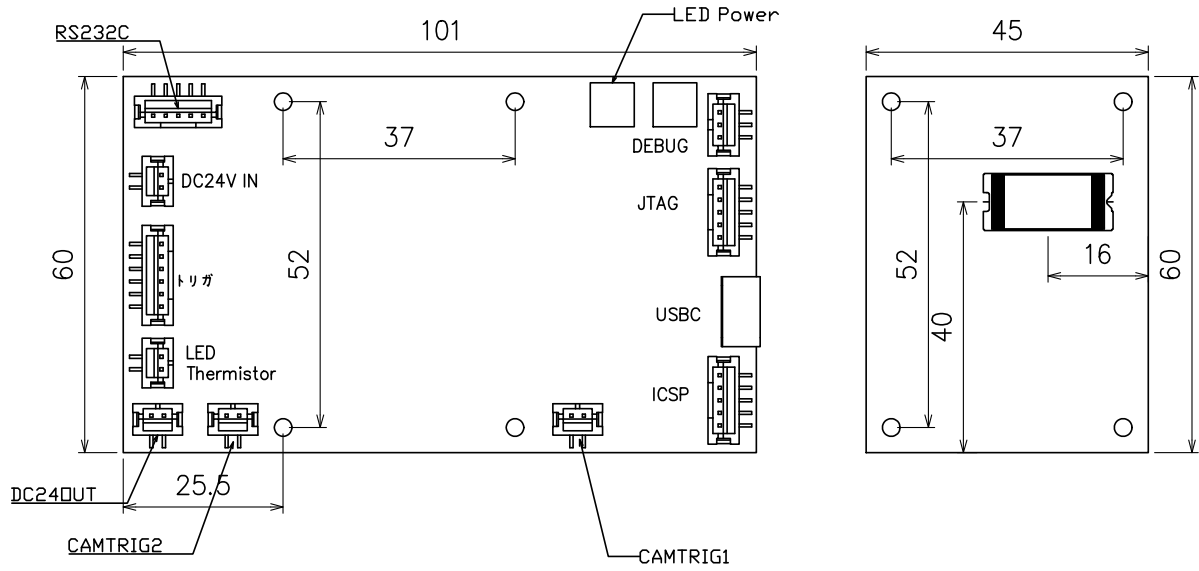 LED Power
RS232C
101
45
37
DEBUG
37
DC24V IN
JTAG
60
52
トリガ
52
16
60
USBC
40
LED
Thermistor
ICSP
25.5
DC24OUT
CAMTRIG2
CAMTRIG1